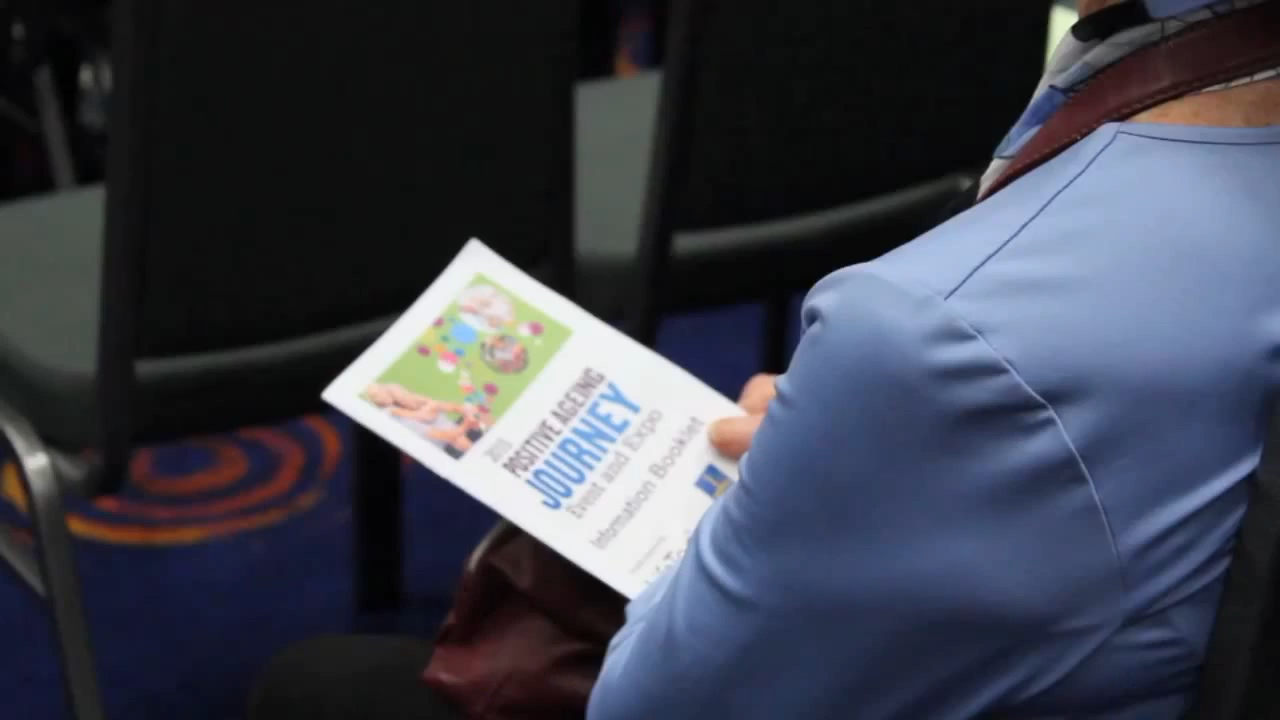 POSITIVE AGEING
JOURNEY
Event and Expo
Information Booklet